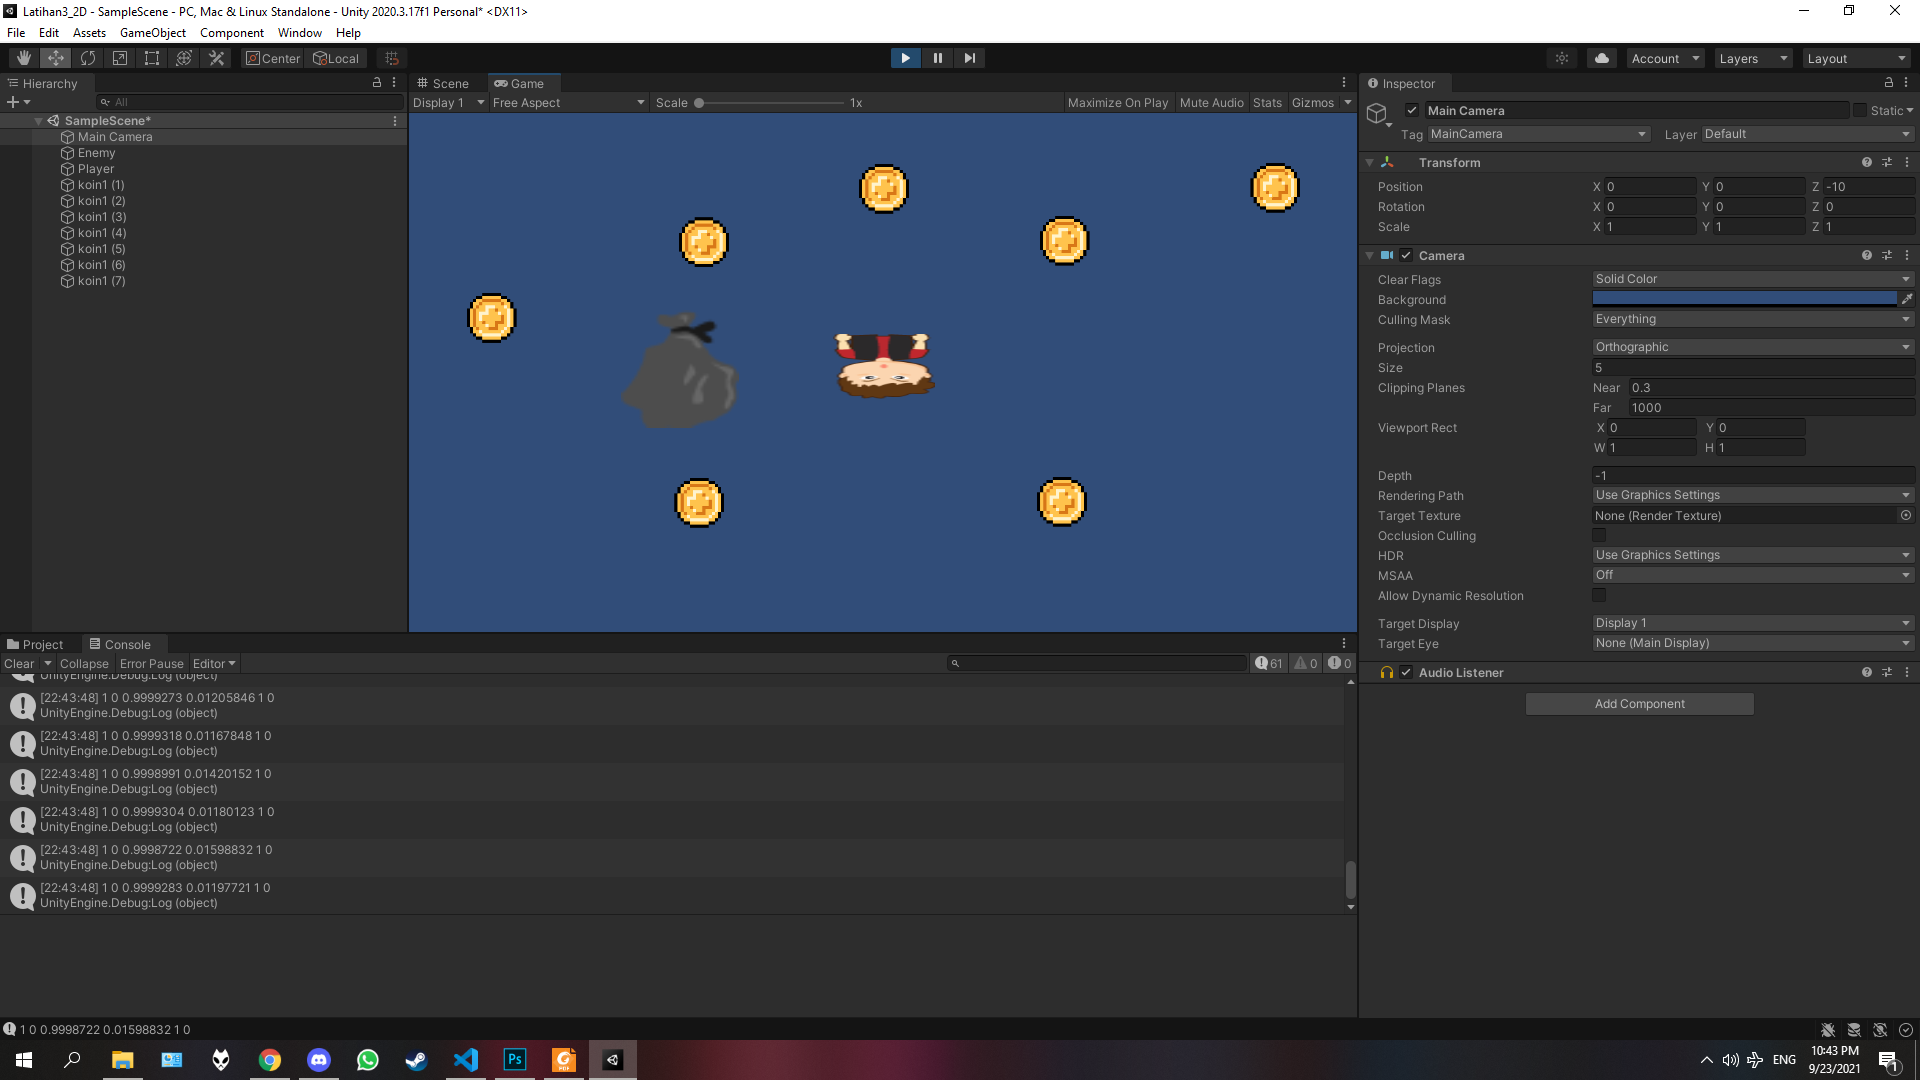 Latihan3_2D - SampleScene - PC, Mac & Linux Standalone - Unity 2020.3.17f1 Personal* <DX11>
File Edit Assets GameObject Component Window Help
Center Local
Account Layers Layout
Hierarchy
All
SampleScene*
Main Camera
Enemy
Player
koin1 (1)
koin1 (2)
koin1 (3)
koin1 (4)
koin1 (5)
koin1 (6)
koin1 (7)
Scene Game
Display 1 Free Aspect Scale 1x Maximize On Play Mute Audio Stats Gizmos
Inspector
Main Camera Static
Tag MainCamera Layer Default
Transform
Position X 0 Y 0 Z -10
Rotation X 0 Y 0 Z 0
Scale X 1 Y 1 Z 1
Camera
Clear Flags Solid Color
Background
Culling Mask Everything
Projection Orthographic
Size 5
Clipping Planes Near 0.3
Far 1000
Viewport Rect X 0 Y 0
W 1 H 1
Depth -1
Rendering Path Use Graphics Settings
Target Texture None (Render Texture)
Occlusion Culling
HDR Use Graphics Settings
MSAA Off
Allow Dynamic Resolution
Target Display Display 1
Target Eye None (Main Display)
Audio Listener
Add Component
Project Console
Clear Collapse Error Pause Editor 61 0 0
UnityEngine.Debug:Log (object)
[22:43:48] 1 0 0.9999273 0.01205846 1 0
UnityEngine.Debug:Log (object)
[22:43:48] 1 0 0.9999318 0.01167848 1 0
UnityEngine.Debug:Log (object)
[22:43:48] 1 0 0.9998991 0.01420152 1 0
UnityEngine.Debug:Log (object)
[22:43:48] 1 0 0.9999304 0.01180123 1 0
UnityEngine.Debug:Log (object)
[22:43:48] 1 0 0.9998722 0.01598832 1 0
UnityEngine.Debug:Log (object)
[22:43:48] 1 0 0.9999283 0.01197721 1 0
UnityEngine.Debug:Log (object)
1 0 0.9998722 0.01598832 1 0
Ps
PDF
ENG
10:43 PM
9/23/2021
1